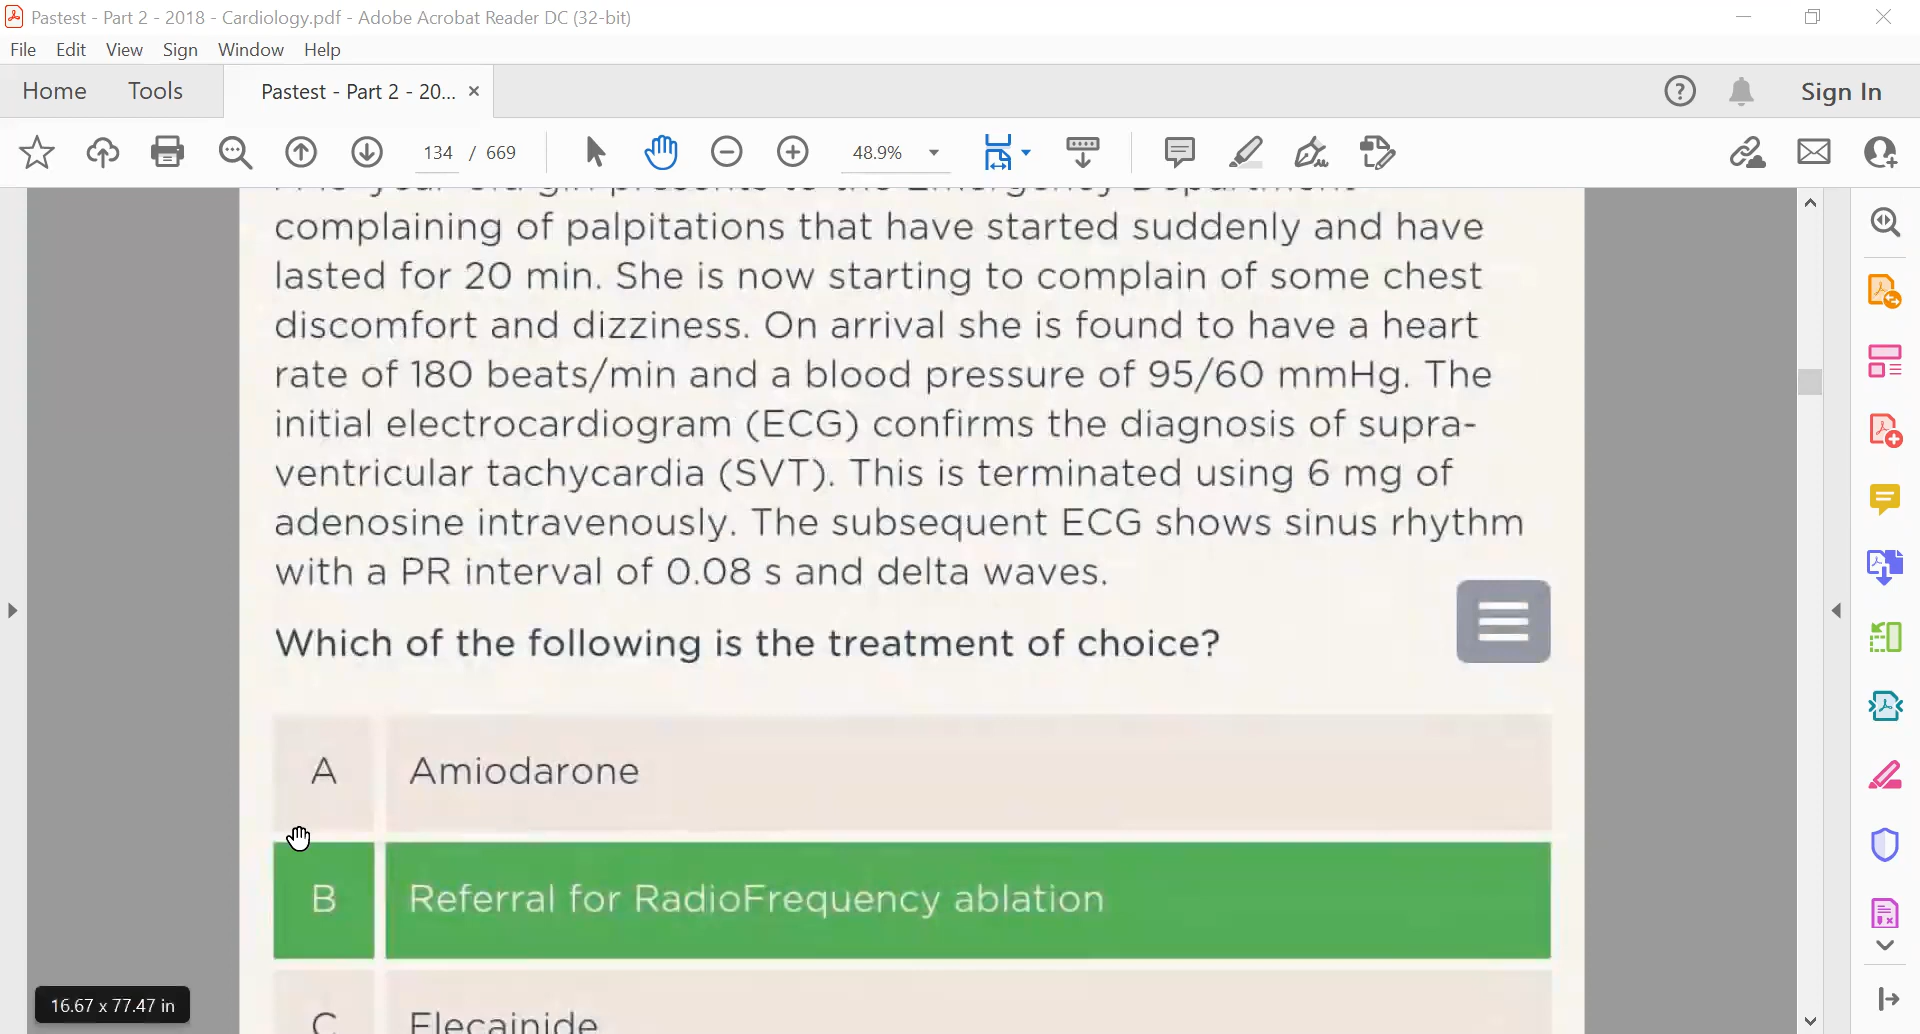 Pastest - Part 2 - 2018 - Cardiology.pdf - Adobe Acrobat Reader DC (32-bit)
File Edit View Sign Window Help
Home Tools Pastest - Part 2 - 20... × Sign In
134 / 669 48.9%
complaining of palpitations that have started suddenly and have
lasted for 20 min. She is now starting to complain of some chest
discomfort and dizziness. On arrival she is found to have a heart
rate of 180 beats/min and a blood pressure of 95/60 mmHg. The
initial electrocardiogram (ECG) confirms the diagnosis of supra-
ventricular tachycardia (SVT). This is terminated using 6 mg of
adenosine intravenously. The subsequent ECG shows sinus rhythm
with a PR interval of 0.08 s and delta waves.
Which of the following is the treatment of choice?
A Amiodarone
B Referral for RadioFrequency ablation
C Flecainide
16.67 x 77.47 in